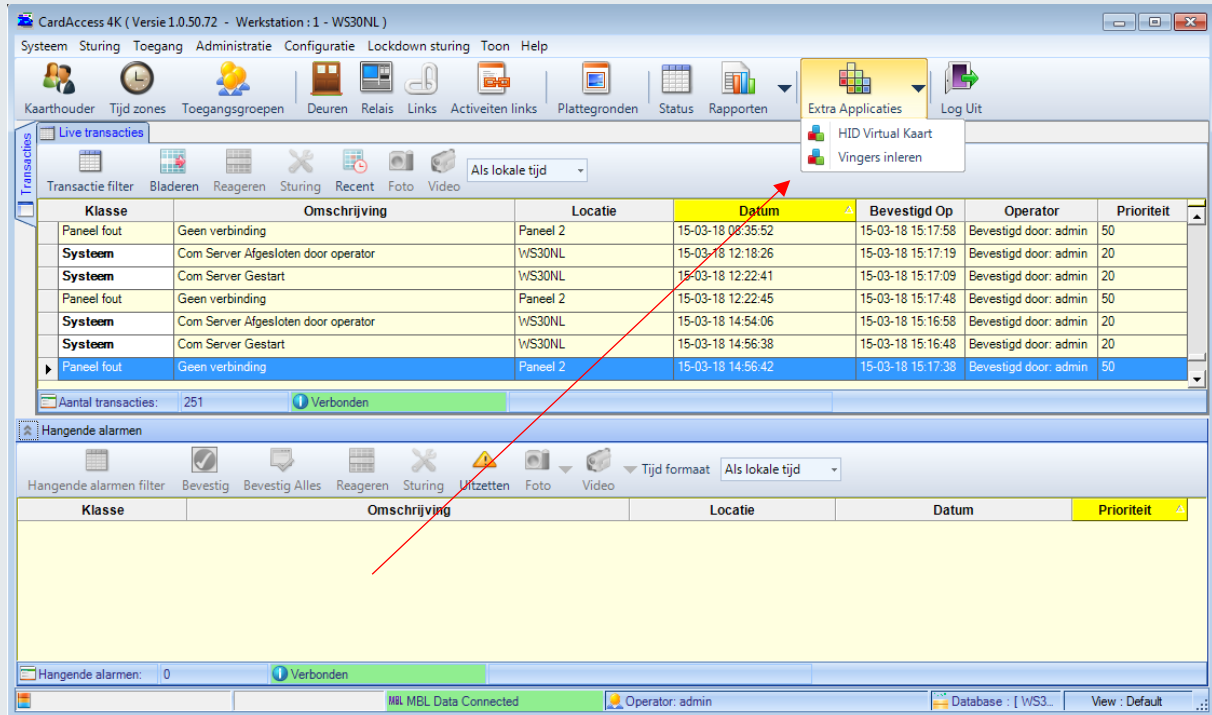 CardAccess 4K ( Versie 1.0.50.72 - Werkstation : 1 - WS30NL )
Systeem Sturing Toegang Administratie Configuratie Lockdown sturing Toon Help
Kaarthouder Tijd zones Toegangsgroepen Deuren Relais Links Activeiten links Plattegronden Status Rapporten Extra Applicaties Log Uit
HID Virtual Kaart
Vingers inleren
Transacties
Live transacties
Als lokale tijd
Transactie filter Bladeren Reageren Sturing Recent Foto Video
Klasse Omschrijving Locatie Datum Bevestigd Op Operator Prioriteit
Paneel fout Geen verbinding Paneel 2 15-03-18 08:35:52 15-03-18 15:17:58 Bevestigd door: admin 50
Systeem Com Server Afgesloten door operator WS30NL 15-03-18 12:18:26 15-03-18 15:17:19 Bevestigd door: admin 20
Systeem Com Server Gestart WS30NL 15-03-18 12:22:41 15-03-18 15:17:09 Bevestigd door: admin 20
Paneel fout Geen verbinding Paneel 2 15-03-18 12:22:45 15-03-18 15:17:48 Bevestigd door: admin 50
Systeem Com Server Afgesloten door operator WS30NL 15-03-18 14:54:06 15-03-18 15:16:58 Bevestigd door: admin 20
Systeem Com Server Gestart WS30NL 15-03-18 14:56:38 15-03-18 15:16:48 Bevestigd door: admin 20
Paneel fout Geen verbinding Paneel 2 15-03-18 14:56:42 15-03-18 15:17:38 Bevestigd door: admin 50
Aantal transacties: 251 Verbonden
Hangende alarmen
Tijd formaat Als lokale tijd
Hangende alarmen filter Bevestig Bevestig Alles Reageren Sturing Uitzetten Foto Video
Klasse Omschrijving Locatie Datum Prioriteit
Hangende alarmen: 0 Verbonden
MBL MBL Data Connected Operator: admin Database : [ WS3... View : Default